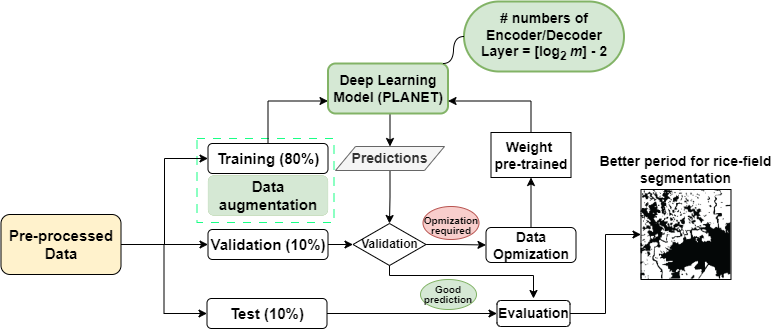 # numbers of
Encoder/Decoder
Layer = [log2 m] - 2
Deep Learning
Model (PLANET)
Training (80%)
Data
augmentation
Predictions
Weight
pre-trained
Better period for rice-field
segmentation
Pre-processed
Data
Validation (10%)
Validation
Opmization
required
Data
Opmization
Test (10%)
Good
prediction
Evaluation